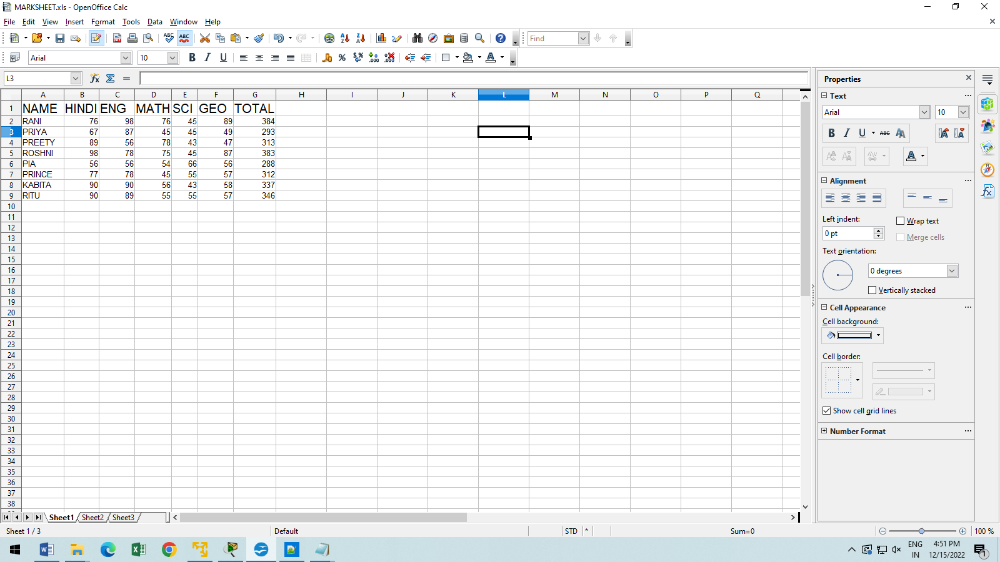 MARKSHEET.xls - OpenOffice Calc
File Edit View Insert Format Tools Data Window Help
Find
Arial 10
L3
A B C D E F G H I J K L M N O P Q
1 NAME HINDI ENG MATH SCI GEO TOTAL
2 RANI 76 98 76 45 89 384
3 PRIYA 67 87 45 45 49 293
4 PREETY 89 56 78 43 47 313
5 ROSHNI 98 78 75 45 87 383
6 PIA 56 56 54 66 56 288
7 PRINCE 77 78 45 55 57 312
8 KABITA 90 90 56 43 58 337
9 RITU 90 89 55 55 57 346
10
11
12
13
14
15
16
17
18
19
20
21
22
23
24
25
26
27
28
29
30
31
32
33
34
35
36
37
38
Sheet1 Sheet2 Sheet3
Sheet 1 / 3 Default STD * Sum=0 100 %
Properties
Text
Arial 10
B I U ABC
Alignment
Left indent:
0 pt
Wrap text
Merge cells
Text orientation:
0 degrees
Vertically stacked
Cell Appearance
Cell background:
Cell border:
Show cell grid lines
Number Format
ENG
IN
4:51 PM
12/15/2022
1